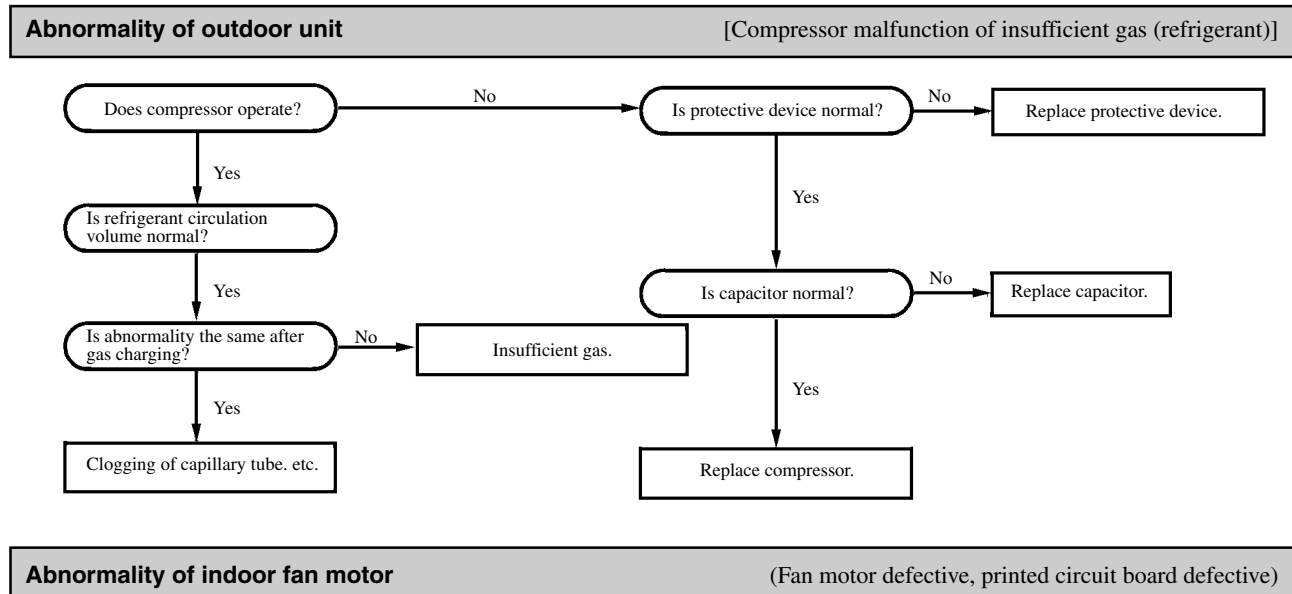 Abnormality of outdoor unit
[Compressor malfunction of insufficient gas (refrigerant)]
Does compressor operate?
No
Is protective device normal?
No
Replace protective device.
Yes
Yes
Is refrigerant circulation
volume normal?
Yes
Is capacitor normal?
No
Replace capacitor.
Is abnormality the same after
gas charging?
No
Insufficient gas.
Yes
Yes
Clogging of capillary tube. etc.
Replace compressor.
Abnormality of indoor fan motor
(Fan motor defective, printed circuit board defective)